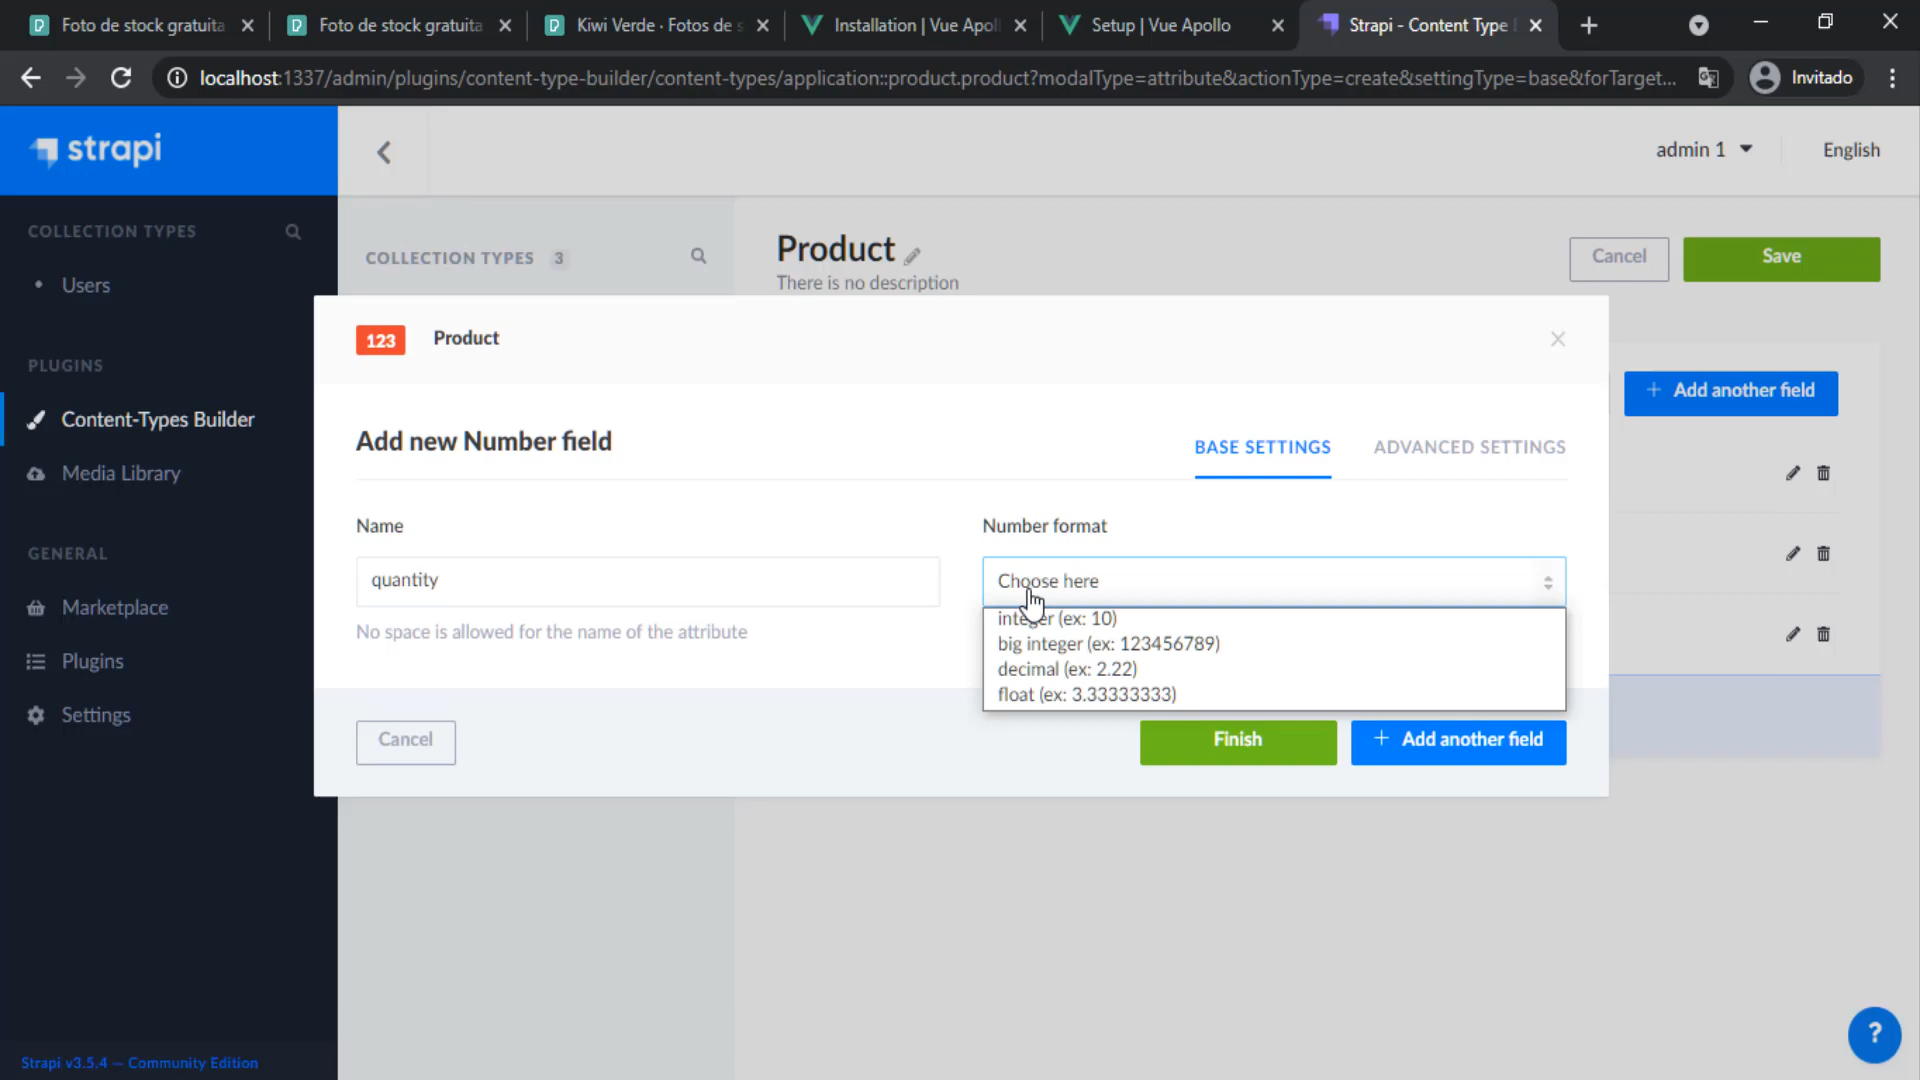 Foto de stock gratuita
Foto de stock gratuita
Kiwi Verde · Fotos de s
Installation | Vue Apoll
Setup | Vue Apollo
Strapi - Content Type
localhost:1337/admin/plugins/content-type-builder/content-types/application::product.product?modalType=attribute&actionType=create&settingType=base&forTarget...
Invitado
strapi
admin 1
English
COLLECTION TYPES
Users
PLUGINS
Content-Types Builder
Media Library
GENERAL
Marketplace
Plugins
Settings
Strapi v3.5.4 — Community Edition
COLLECTION TYPES 3
Product
There is no description
Cancel
Save
Add another field
123
Product
Add new Number field
BASE SETTINGS
ADVANCED SETTINGS
Name
quantity
No space is allowed for the name of the attribute
Number format
Choose here
integer (ex: 10)
big integer (ex: 123456789)
decimal (ex: 2.22)
float (ex: 3.33333333)
Cancel
Finish
Add another field
?